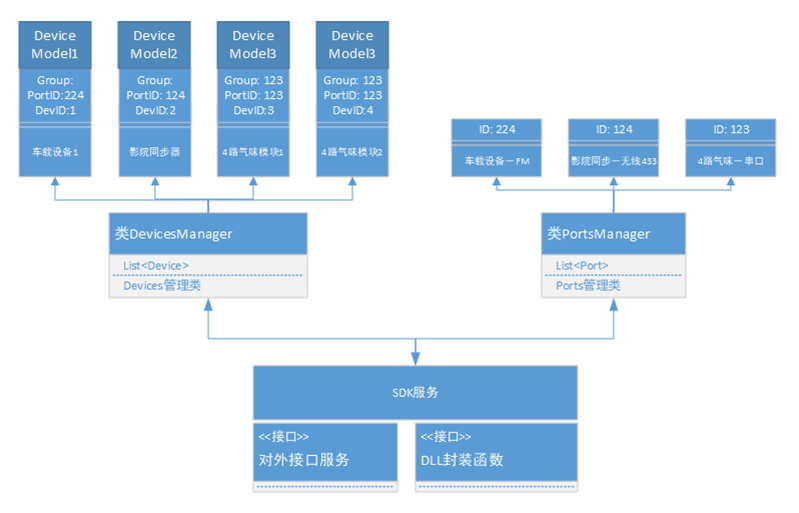 Device
Model1
Group:
PortID:224
DevID:1
车载设备1
Device
Model2
Group:
PortID: 124
DevID:2
影院同步器
Device
Model3
Group: 123
PortID: 123
DevID:3
4路气味模块1
Device
Model3
Group: 123
PortID: 123
DevID:4
4路气味模块2
ID: 224
车载设备－FM
ID: 124
影院同步－无线433
ID: 123
4路气味－串口
类DevicesManager
List<Device>
Devices管理类
类PortsManager
List<Port>
Ports管理类
SDK服务
<<接口>>
对外接口服务
<<接口>>
DLL封装函数